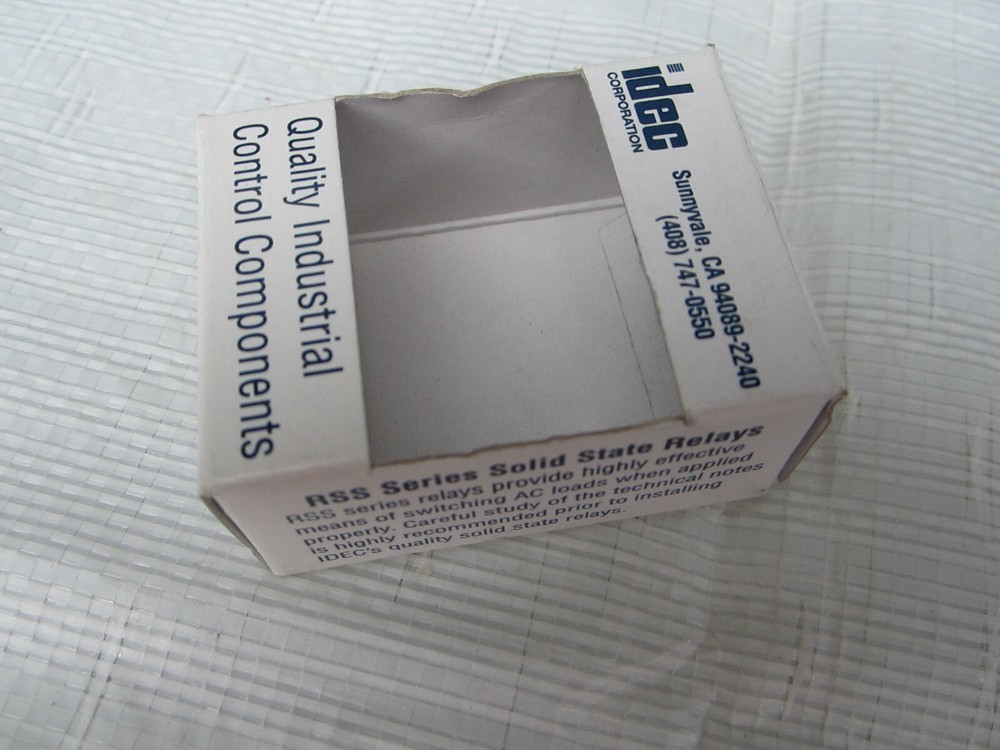 idec
CORPORATION
Sunnyvale, CA 94089-2240
(408) 747-0550
Quality Industrial
Control Components
RSS Series Solid State Relays
RSS series relays provide highly effective
means of switching AC loads when applied
properly. Careful study of the technical notes
is highly recommended prior to installing
IDEC's quality solid state relays.